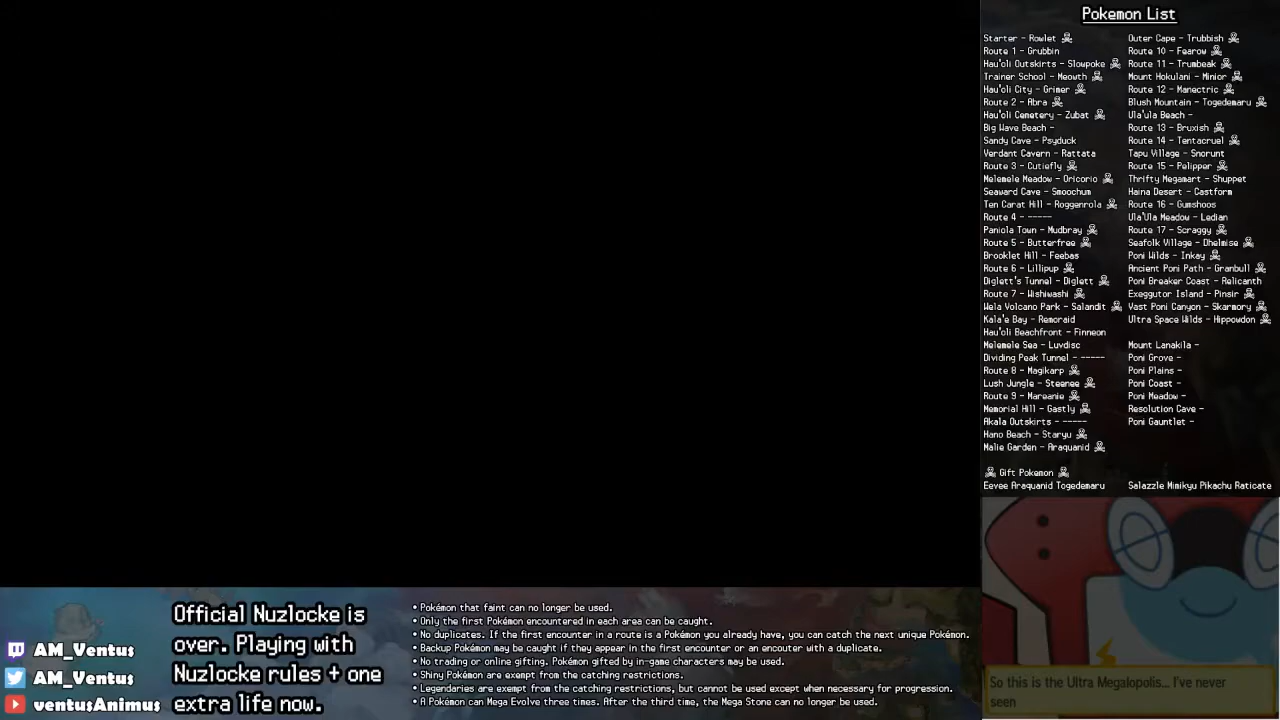 Pokemon List
Starter - Rowlet ☠
Route 1 - Grubbin
Hau'oli Outskirts - Slowpoke ☠
Trainer School - Meowth ☠
Hau'oli City - Grimer ☠
Route 2 - Abra ☠
Hau'oli Cemetery - Zubat ☠
Big Wave Beach -
Sandy Cave - Psyduck
Verdant Cavern - Rattata
Route 3 - Cutiefly ☠
Melemele Meadow - Oricorio ☠
Seaward Cave - Smoochum
Ten Carat Hill - Roggenrola ☠
Route 4 - -----
Paniola Town - Mudbray ☠
Route 5 - Butterfree ☠
Brooklet Hill - Feebas
Route 6 - Lillipup ☠
Diglett's Tunnel - Diglett ☠
Route 7 - Wishiwashi ☠
Wela Volcano Park - Salandit ☠
Kala'e Bay - Remoraid
Hau'oli Beachfront - Finneon
Melemele Sea - Luvdisc
Dividing Peak Tunnel - -----
Route 8 - Magikarp ☠
Lush Jungle - Steenee ☠
Route 9 - Mareanie ☠
Memorial Hill - Gastly ☠
Akala Outskirts - -----
Hano Beach - Staryu ☠
Malie Garden - Araquanid ☠
Outer Cape - Trubbish ☠
Route 10 - Fearow ☠
Route 11 - Trumbeak ☠
Mount Hokulani - Minior ☠
Route 12 - Manectric ☠
Blush Mountain - Togedemaru ☠
Ula'ula Beach -
Route 13 - Bruxish ☠
Route 14 - Tentacruel ☠
Tapu Village - Snorunt
Route 15 - Pelipper ☠
Thrifty Megamart - Shuppet
Haina Desert - Castform
Route 16 - Gumshoos
Ula'Ula Meadow - Ledian
Route 17 - Scraggy ☠
Seafolk Village - Dhelmise ☠
Poni Wilds - Inkay ☠
Ancient Poni Path - Granbull ☠
Poni Breaker Coast - Relicanth
Exeggutor Island - Pinsir ☠
Vast Poni Canyon - Skarmory ☠
Ultra Space Wilds - Hippowdon ☠
Mount Lanakila -
Poni Grove -
Poni Plains -
Poni Coast -
Poni Meadow -
Resolution Cave -
Poni Gauntlet -
☠ Gift Pokemon ☠
Eevee Araquanid Togedemaru
Salazzle Mimikyu Pikachu Raticate
So this is the Ultra Megalopolis... I've never
seen
AM_Ventus
AM_Ventus
ventusAnimus
Official Nuzlocke is
over. Playing with
Nuzlocke rules + one
extra life now.
• Pokémon that faint can no longer be used.
• Only the first Pokémon encountered in each area can be caught.
• No duplicates. If the first encounter in a route is a Pokémon you already have, you can catch the next unique Pokémon.
• Backup Pokémon may be caught if they appear in the first encounter or an encouter with a duplicate.
• No trading or online gifting. Pokémon gifted by in-game characters may be used.
• Shiny Pokémon are exempt from the catching restrictions.
• Legendaries are exempt from the catching restrictions, but cannot be used except when necessary for progression.
• A Pokémon can Mega Evolve three times. After the third time, the Mega Stone can no longer be used.